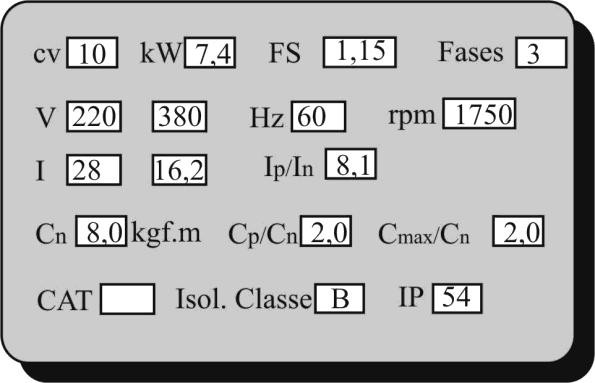 cv 10 kW 7,4 FS 1,15 Fases 3
V 220 380 Hz 60 rpm 1750
I 28 16,2 Ip/In 8,1
Cn 8,0 kgf.m Cp/Cn 2,0 Cmax/Cn 2,0
CAT Isol. Classe B IP 54